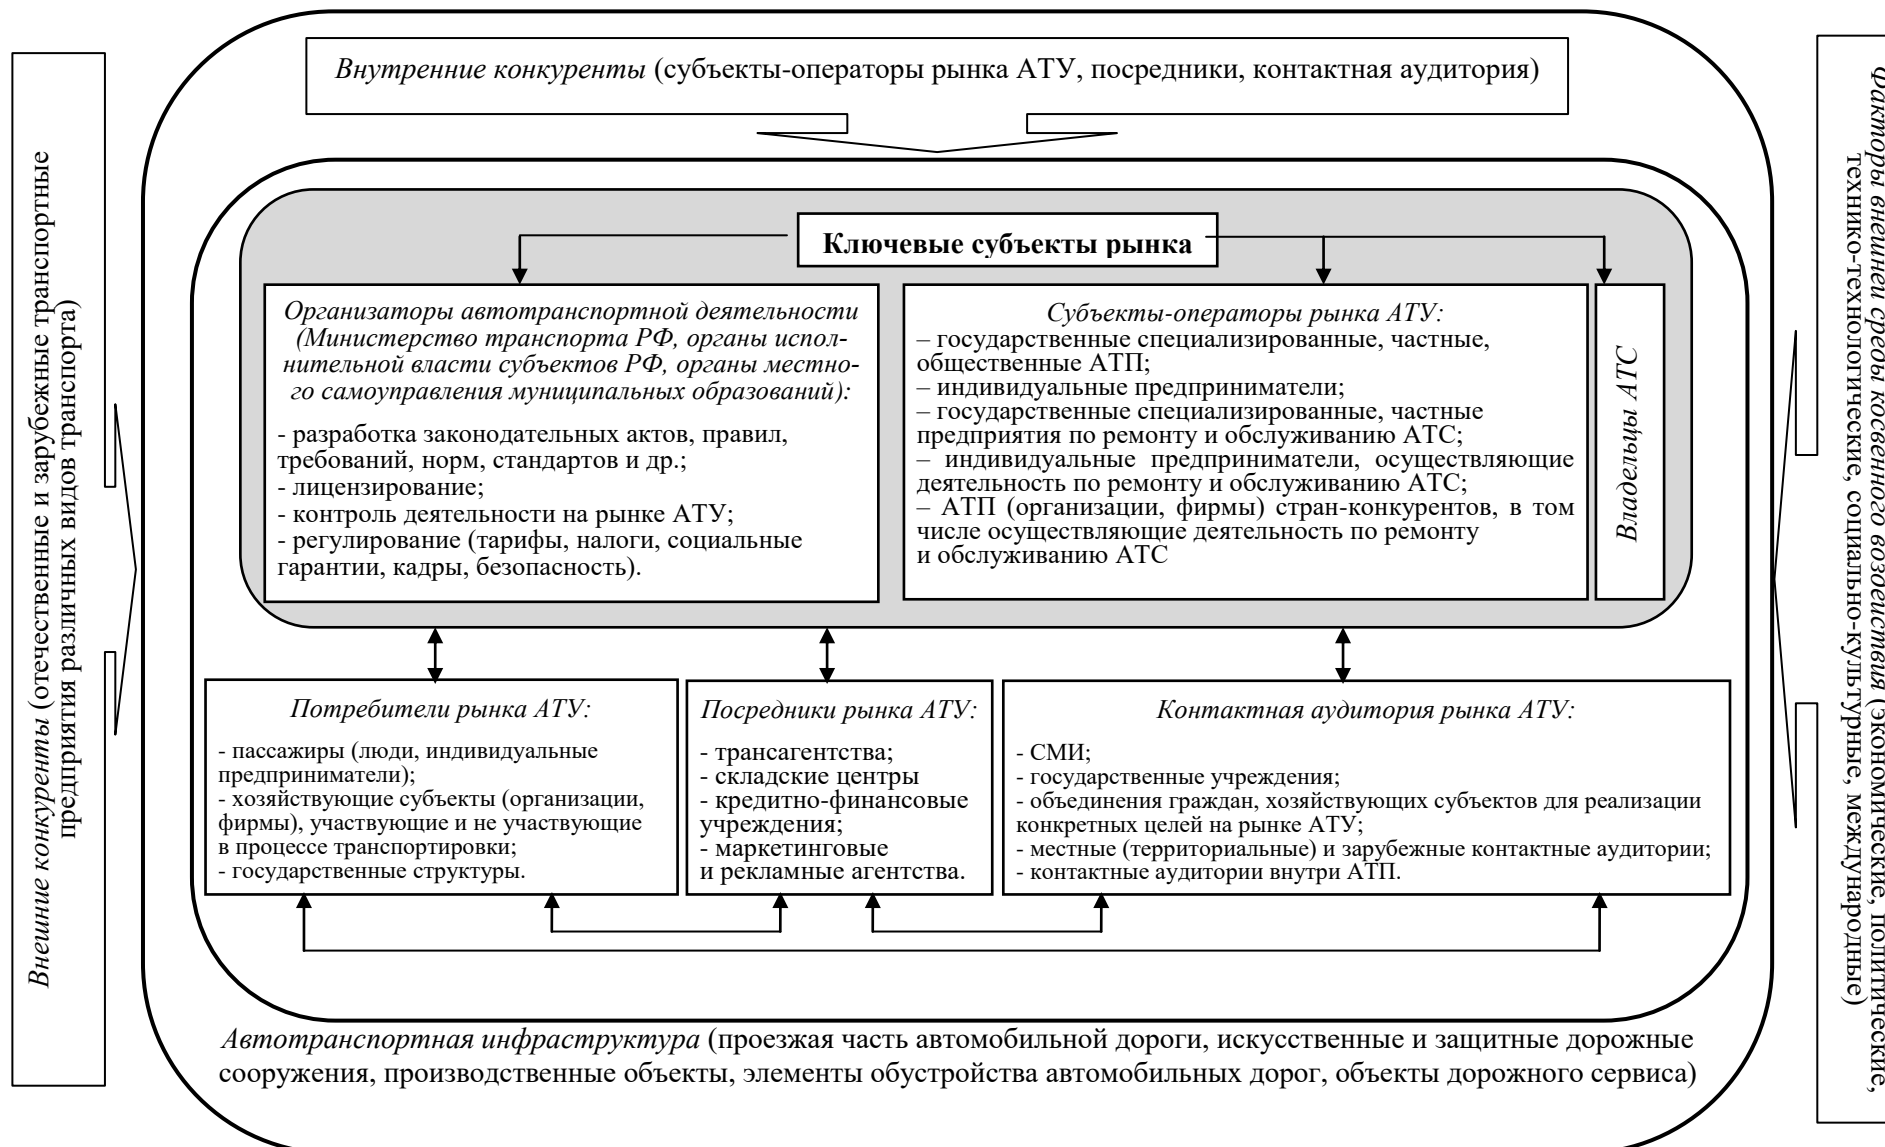 Внутренние конкуренты (субъекты-операторы рынка АТУ, посредники, контактная аудитория)
Внешние конкуренты (отечественные и зарубежные транспортные
предприятия различных видов транспорта)
Ключевые субъекты рынка
Организаторы автотранспортной деятельности
(Министерство транспорта РФ, органы испол-
нительной власти субъектов РФ, органы местно-
го самоуправления муниципальных образований):
- разработка законодательных актов, правил,
требований, норм, стандартов и др.;
- лицензирование;
- контроль деятельности на рынке АТУ;
- регулирование (тарифы, налоги, социальные
гарантии, кадры, безопасность).
Субъекты-операторы рынка АТУ:
– государственные специализированные, частные,
общественные АТП;
– индивидуальные предприниматели;
– государственные специализированные, частные
предприятия по ремонту и обслуживанию АТС;
– индивидуальные предприниматели, осуществляющие
деятельность по ремонту и обслуживанию АТС;
– АТП (организации, фирмы) стран-конкурентов, в том
числе осуществляющие деятельность по ремонту
и обслуживанию АТС
Владельцы АТС
Факторы внешней среды косвенного воздействия (экономические, политические,
технико-технологические, социально-культурные, международные)
Потребители рынка АТУ:
- пассажиры (люди, индивидуальные
предприниматели);
- хозяйствующие субъекты (организации,
фирмы), участвующие и не участвующие
в процессе транспортировки;
- государственные структуры.
Посредники рынка АТУ:
- трансагентства;
- складские центры
- кредитно-финансовые
учреждения;
- маркетинговые
и рекламные агентства.
Контактная аудитория рынка АТУ:
- СМИ;
- государственные учреждения;
- объединения граждан, хозяйствующих субъектов для реализации
конкретных целей на рынке АТУ;
- местные (территориальные) и зарубежные контактные аудитории;
- контактные аудитории внутри АТП.
Автотранспортная инфраструктура (проезжая часть автомобильной дороги, искусственные и защитные дорожные
сооружения, производственные объекты, элементы обустройства автомобильных дорог, объекты дорожного сервиса)